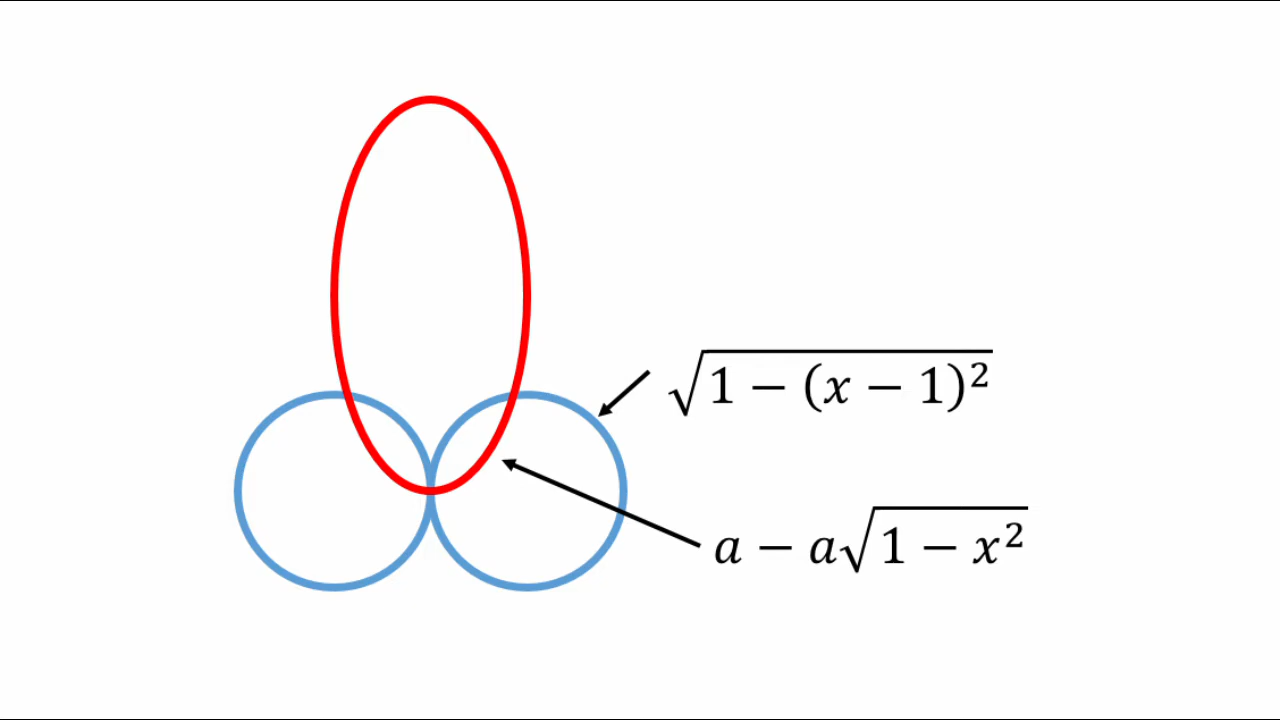 √1 − (x − 1)²
a − a√1 − x²